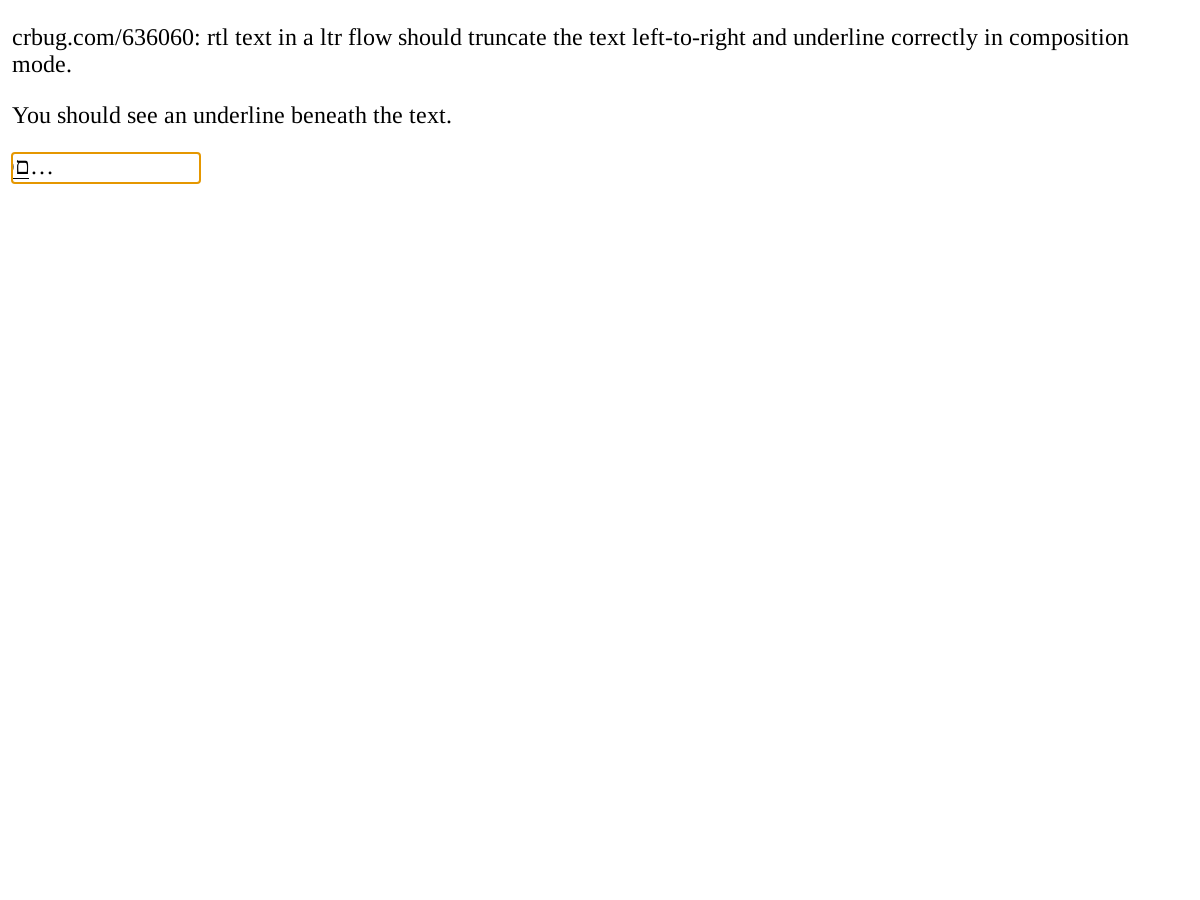 crbug.com/636060: rtl text in a ltr flow should truncate the text left-to-right and underline correctly in composition
mode.
You should see an underline beneath the text.
ם…